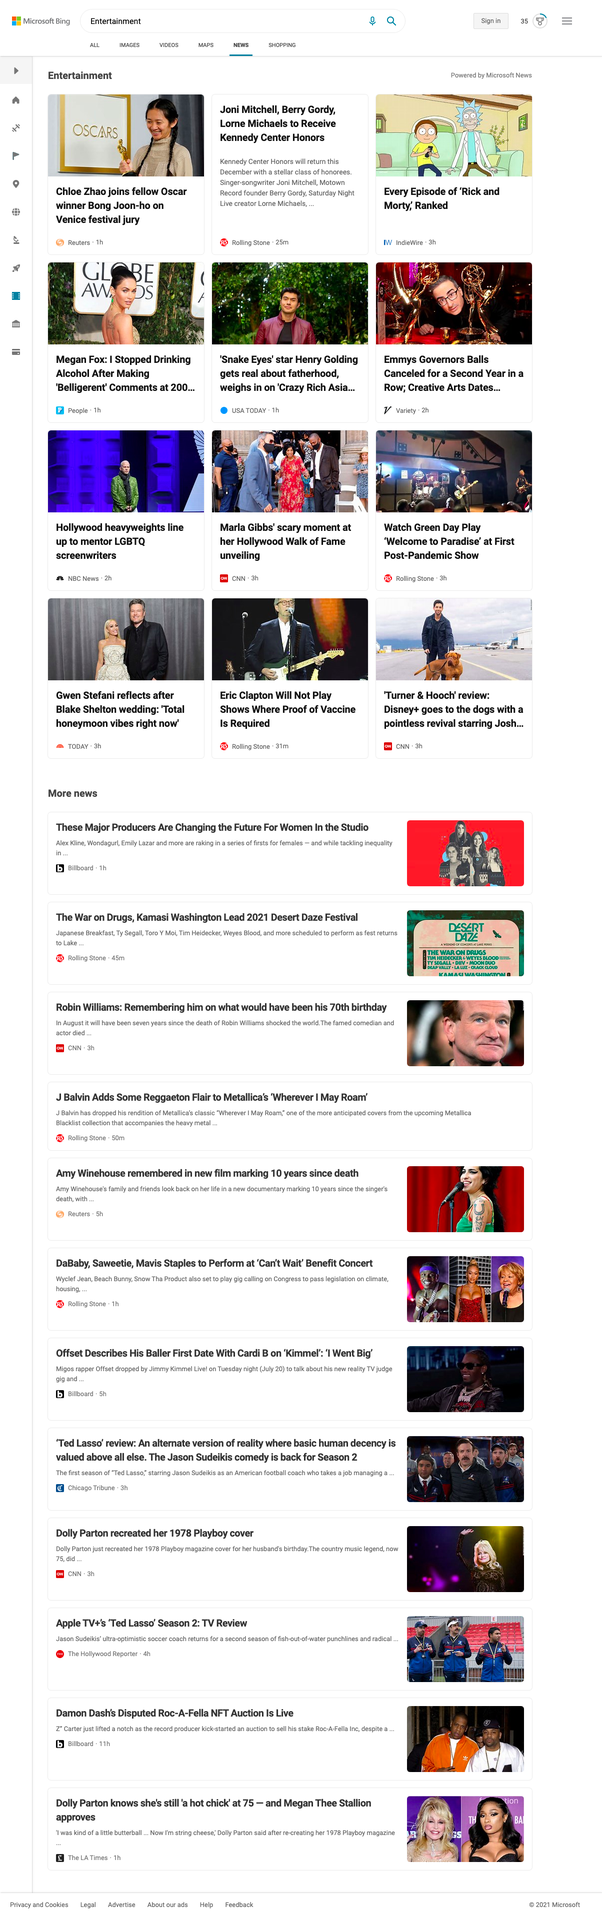 Microsoft Bing
Entertainment
Sign in
35
ALL
IMAGES
VIDEOS
MAPS
NEWS
SHOPPING
Entertainment
Powered by Microsoft News
OSCARS
Chloe Zhao joins fellow Oscar
winner Bong Joon-ho on
Venice festival jury
Reuters · 1h
Joni Mitchell, Berry Gordy,
Lorne Michaels to Receive
Kennedy Center Honors
Kennedy Center Honors will return this
December with a stellar class of honorees.
Singer-songwriter Joni Mitchell, Motown
Record founder Berry Gordy, Saturday Night
Live creator Lorne Michaels, ...
Rolling Stone · 25m
Every Episode of ‘Rick and
Morty,’ Ranked
IndieWire · 3h
GLOBE
AWARDS
Megan Fox: I Stopped Drinking
Alcohol After Making
'Belligerent' Comments at 200...
People · 1h
'Snake Eyes' star Henry Golding
gets real about fatherhood,
weighs in on 'Crazy Rich Asia...
USA TODAY · 1h
Emmys Governors Balls
Canceled for a Second Year in a
Row; Creative Arts Dates...
Variety · 2h
Hollywood heavyweights line
up to mentor LGBTQ
screenwriters
NBC News · 2h
Marla Gibbs' scary moment at
her Hollywood Walk of Fame
unveiling
CNN · 3h
Watch Green Day Play
‘Welcome to Paradise’ at First
Post-Pandemic Show
Rolling Stone · 3h
Gwen Stefani reflects after
Blake Shelton wedding: 'Total
honeymoon vibes right now'
TODAY · 3h
Eric Clapton Will Not Play
Shows Where Proof of Vaccine
Is Required
Rolling Stone · 31m
'Turner & Hooch' review:
Disney+ goes to the dogs with a
pointless revival starring Josh...
CNN · 3h
More news
These Major Producers Are Changing the Future For Women In the Studio
Alex Kline, Wondagurl, Emily Lazar and more are raking in a series of firsts for females — and while tackling inequality
in ...
Billboard · 1h
The War on Drugs, Kamasi Washington Lead 2021 Desert Daze Festival
Japanese Breakfast, Ty Segall, Toro Y Moi, Tim Heidecker, Weyes Blood, and more scheduled to perform as fest returns
to Lake ...
Rolling Stone · 45m
DESERT
DAZE
THE WAR ON DRUGS
TIM HEIDECKER & WEYES BLOOD
TY SEGALL
KAMASI WASHINGTON
Robin Williams: Remembering him on what would have been his 70th birthday
In August it will have been seven years since the death of Robin Williams shocked the world.The famed comedian and
actor died ...
CNN · 3h
J Balvin Adds Some Reggaeton Flair to Metallica’s ‘Wherever I May Roam’
J Balvin has dropped his rendition of Metallica's classic “Wherever I May Roam,” one of the more anticipated covers from the upcoming Metallica
Blacklist collection that accompanies the heavy metal ...
Rolling Stone · 50m
Amy Winehouse remembered in new film marking 10 years since death
Amy Winehouse's family and friends look back on her life in a new documentary marking 10 years since the singer's
death, with ...
Reuters · 5h
DaBaby, Saweetie, Mavis Staples to Perform at ‘Can’t Wait’ Benefit Concert
Wyclef Jean, Beach Bunny, Snow Tha Product also set to play gig calling on Congress to pass legislation on climate,
housing, ...
Rolling Stone · 1h
Offset Describes His Baller First Date With Cardi B on ‘Kimmel’: ‘I Went Big’
Migos rapper Offset dropped by Jimmy Kimmel Live! on Tuesday night (July 20) to talk about his new reality TV judge
gig and ...
Billboard · 5h
‘Ted Lasso’ review: An alternate version of reality where basic human decency is
valued above all else. The Jason Sudeikis comedy is back for Season 2
The first season of “Ted Lasso,” starring Jason Sudeikis as an American football coach who takes a job managing a ...
Chicago Tribune · 3h
Dolly Parton recreated her 1978 Playboy cover
Dolly Parton just recreated her 1978 Playboy magazine cover for her husband's birthday.The country music legend, now
75, did ...
CNN · 3h
Apple TV+’s ‘Ted Lasso’ Season 2: TV Review
Jason Sudeikis' ultra-optimistic soccer coach returns for a second season of fish-out-of-water punchlines and radical ...
The Hollywood Reporter · 4h
Damon Dash’s Disputed Roc-A-Fella NFT Auction Is Live
Z” Carter just lifted a notch as the record producer kick-started an auction to sell his stake Roc-A-Fella Inc, despite a ...
Billboard · 11h
Dolly Parton knows she’s still ‘a hot chick’ at 75 — and Megan Thee Stallion
approves
'I was kind of a little butterball ... Now I'm string cheese,' Dolly Parton said after re-creating her 1978 Playboy magazine
...
The LA Times · 1h
Privacy and Cookies
Legal
Advertise
About our ads
Help
Feedback
© 2021 Microsoft